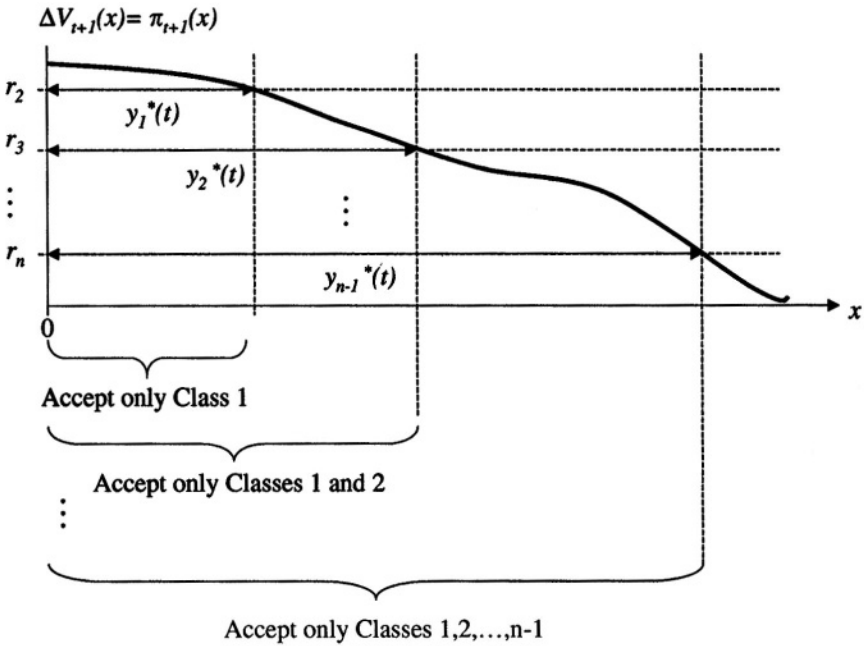 ΔV_{t+1}(x)= π_{t+1}(x)
r_2
y_1*(t)
r_3
y_2*(t)
⋮
⋮
r_n
y_{n-1}*(t)
0
x
Accept only Class 1
Accept only Classes 1 and 2
⋮
Accept only Classes 1,2,…,n-1